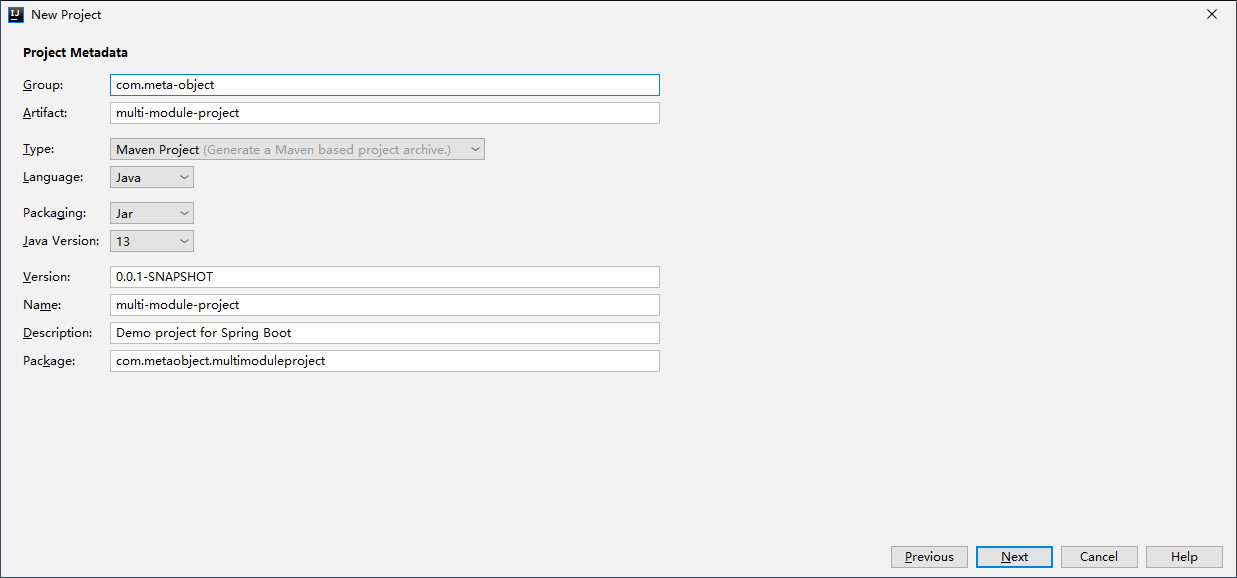 IJ New Project
Project Metadata
Group: com.meta-object
Artifact: multi-module-project
Type: Maven Project (Generate a Maven based project archive.)
Language: Java
Packaging: Jar
Java Version: 13
Version: 0.0.1-SNAPSHOT
Name: multi-module-project
Description: Demo project for Spring Boot
Package: com.metaobject.multimoduleproject
Previous Next Cancel Help